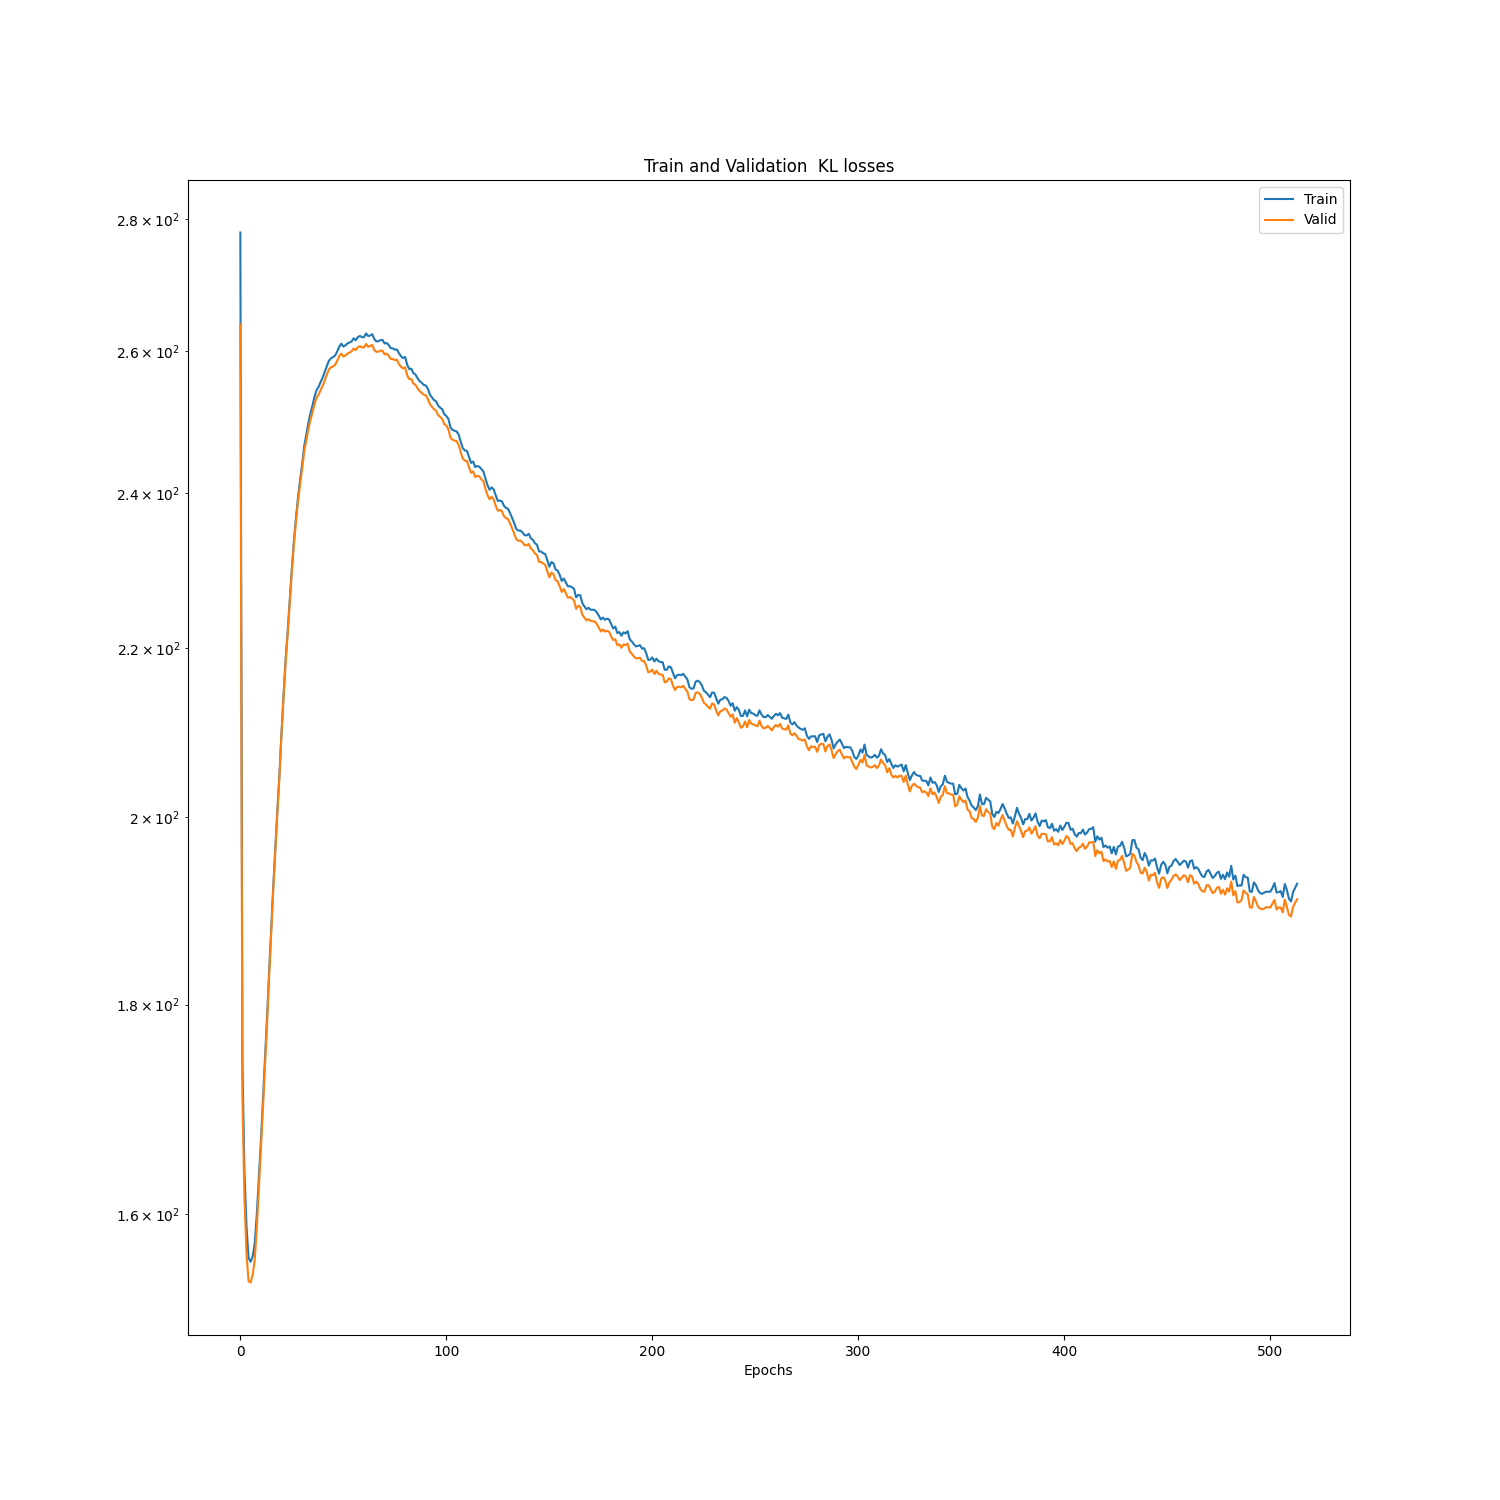 Train and Validation  KL losses
Train
Valid
2.8 × 10²
2.6 × 10²
2.4 × 10²
2.2 × 10²
2 × 10²
1.8 × 10²
1.6 × 10²
0 100 200 300 400 500
Epochs